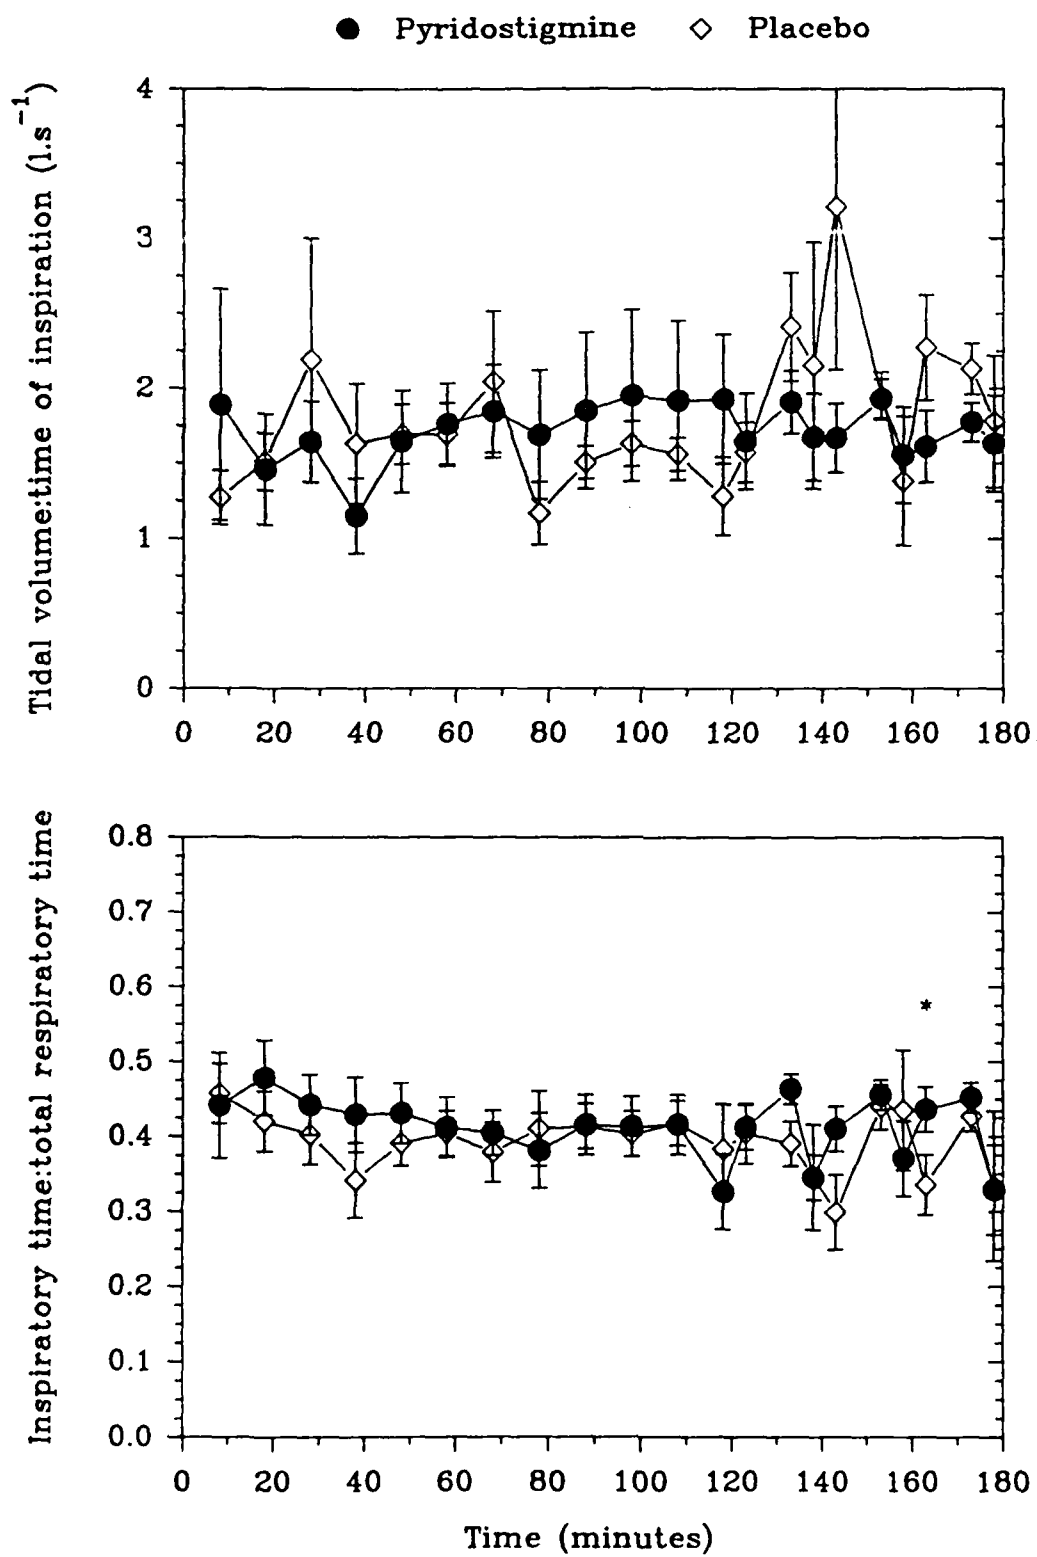 Pyridostigmine Placebo
Tidal volume:time of inspiration (l.s⁻¹)
4
3
2
1
0
0 20 40 60 80 100 120 140 160 180
Inspiratory time:total respiratory time
0.8
0.7
0.6
0.5
0.4
0.3
0.2
0.1
0.0
*
0 20 40 60 80 100 120 140 160 180
Time (minutes)